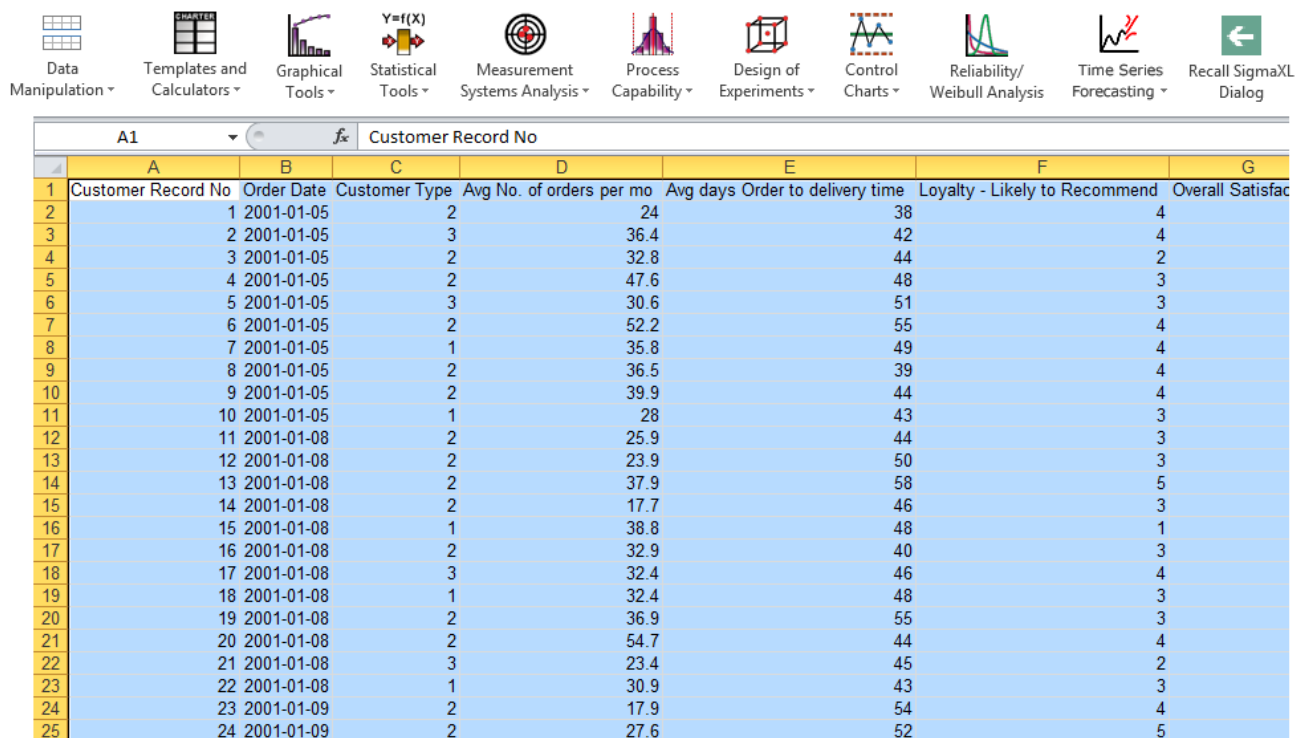 CHARTER Y=f(X)
Data Manipulation Templates and Calculators Graphical Tools Statistical Tools Measurement Systems Analysis Process Capability Design of Experiments Control Charts Reliability/ Weibull Analysis Time Series Forecasting Recall SigmaXL Dialog
A1 fx Customer Record No
A B C D E F G
1 Customer Record No Order Date Customer Type Avg No. of orders per mo Avg days Order to delivery time Loyalty - Likely to Recommend Overall Satisfac
2 1 2001-01-05 2 24 38 4
3 2 2001-01-05 3 36.4 42 4
4 3 2001-01-05 2 32.8 44 2
5 4 2001-01-05 2 47.6 48 3
6 5 2001-01-05 3 30.6 51 3
7 6 2001-01-05 2 52.2 55 4
8 7 2001-01-05 1 35.8 49 4
9 8 2001-01-05 2 36.5 39 4
10 9 2001-01-05 2 39.9 44 4
11 10 2001-01-05 1 28 43 3
12 11 2001-01-08 2 25.9 44 3
13 12 2001-01-08 2 23.9 50 3
14 13 2001-01-08 2 37.9 58 5
15 14 2001-01-08 2 17.7 46 3
16 15 2001-01-08 1 38.8 48 1
17 16 2001-01-08 2 32.9 40 3
18 17 2001-01-08 3 32.4 46 4
19 18 2001-01-08 1 32.4 48 3
20 19 2001-01-08 2 36.9 55 3
21 20 2001-01-08 2 54.7 44 4
22 21 2001-01-08 3 23.4 45 2
23 22 2001-01-08 1 30.9 43 3
24 23 2001-01-09 2 17.9 54 4
25 24 2001-01-09 2 27.6 52 5